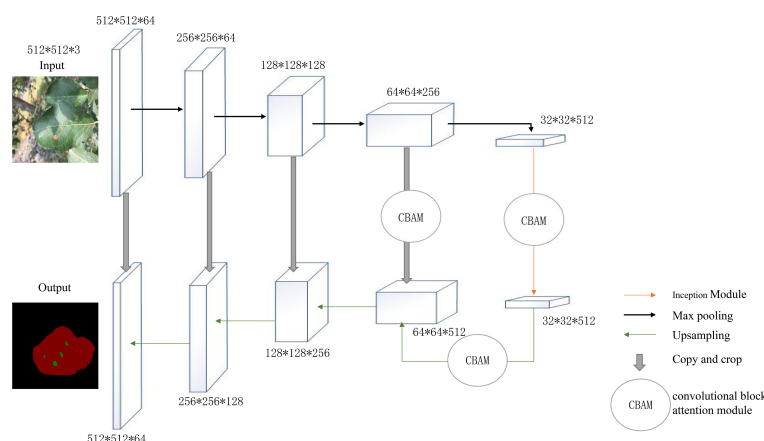 512*512*64
512*512*3
Input
256*256*64
128*128*128
64*64*256
32*32*512
CBAM
CBAM
Output
64*64*512
32*32*512
128*128*256
CBAM
256*256*128
512*512*64
Inception Module
Max pooling
Upsampling
Copy and crop
CBAM
convolutional block
attention module